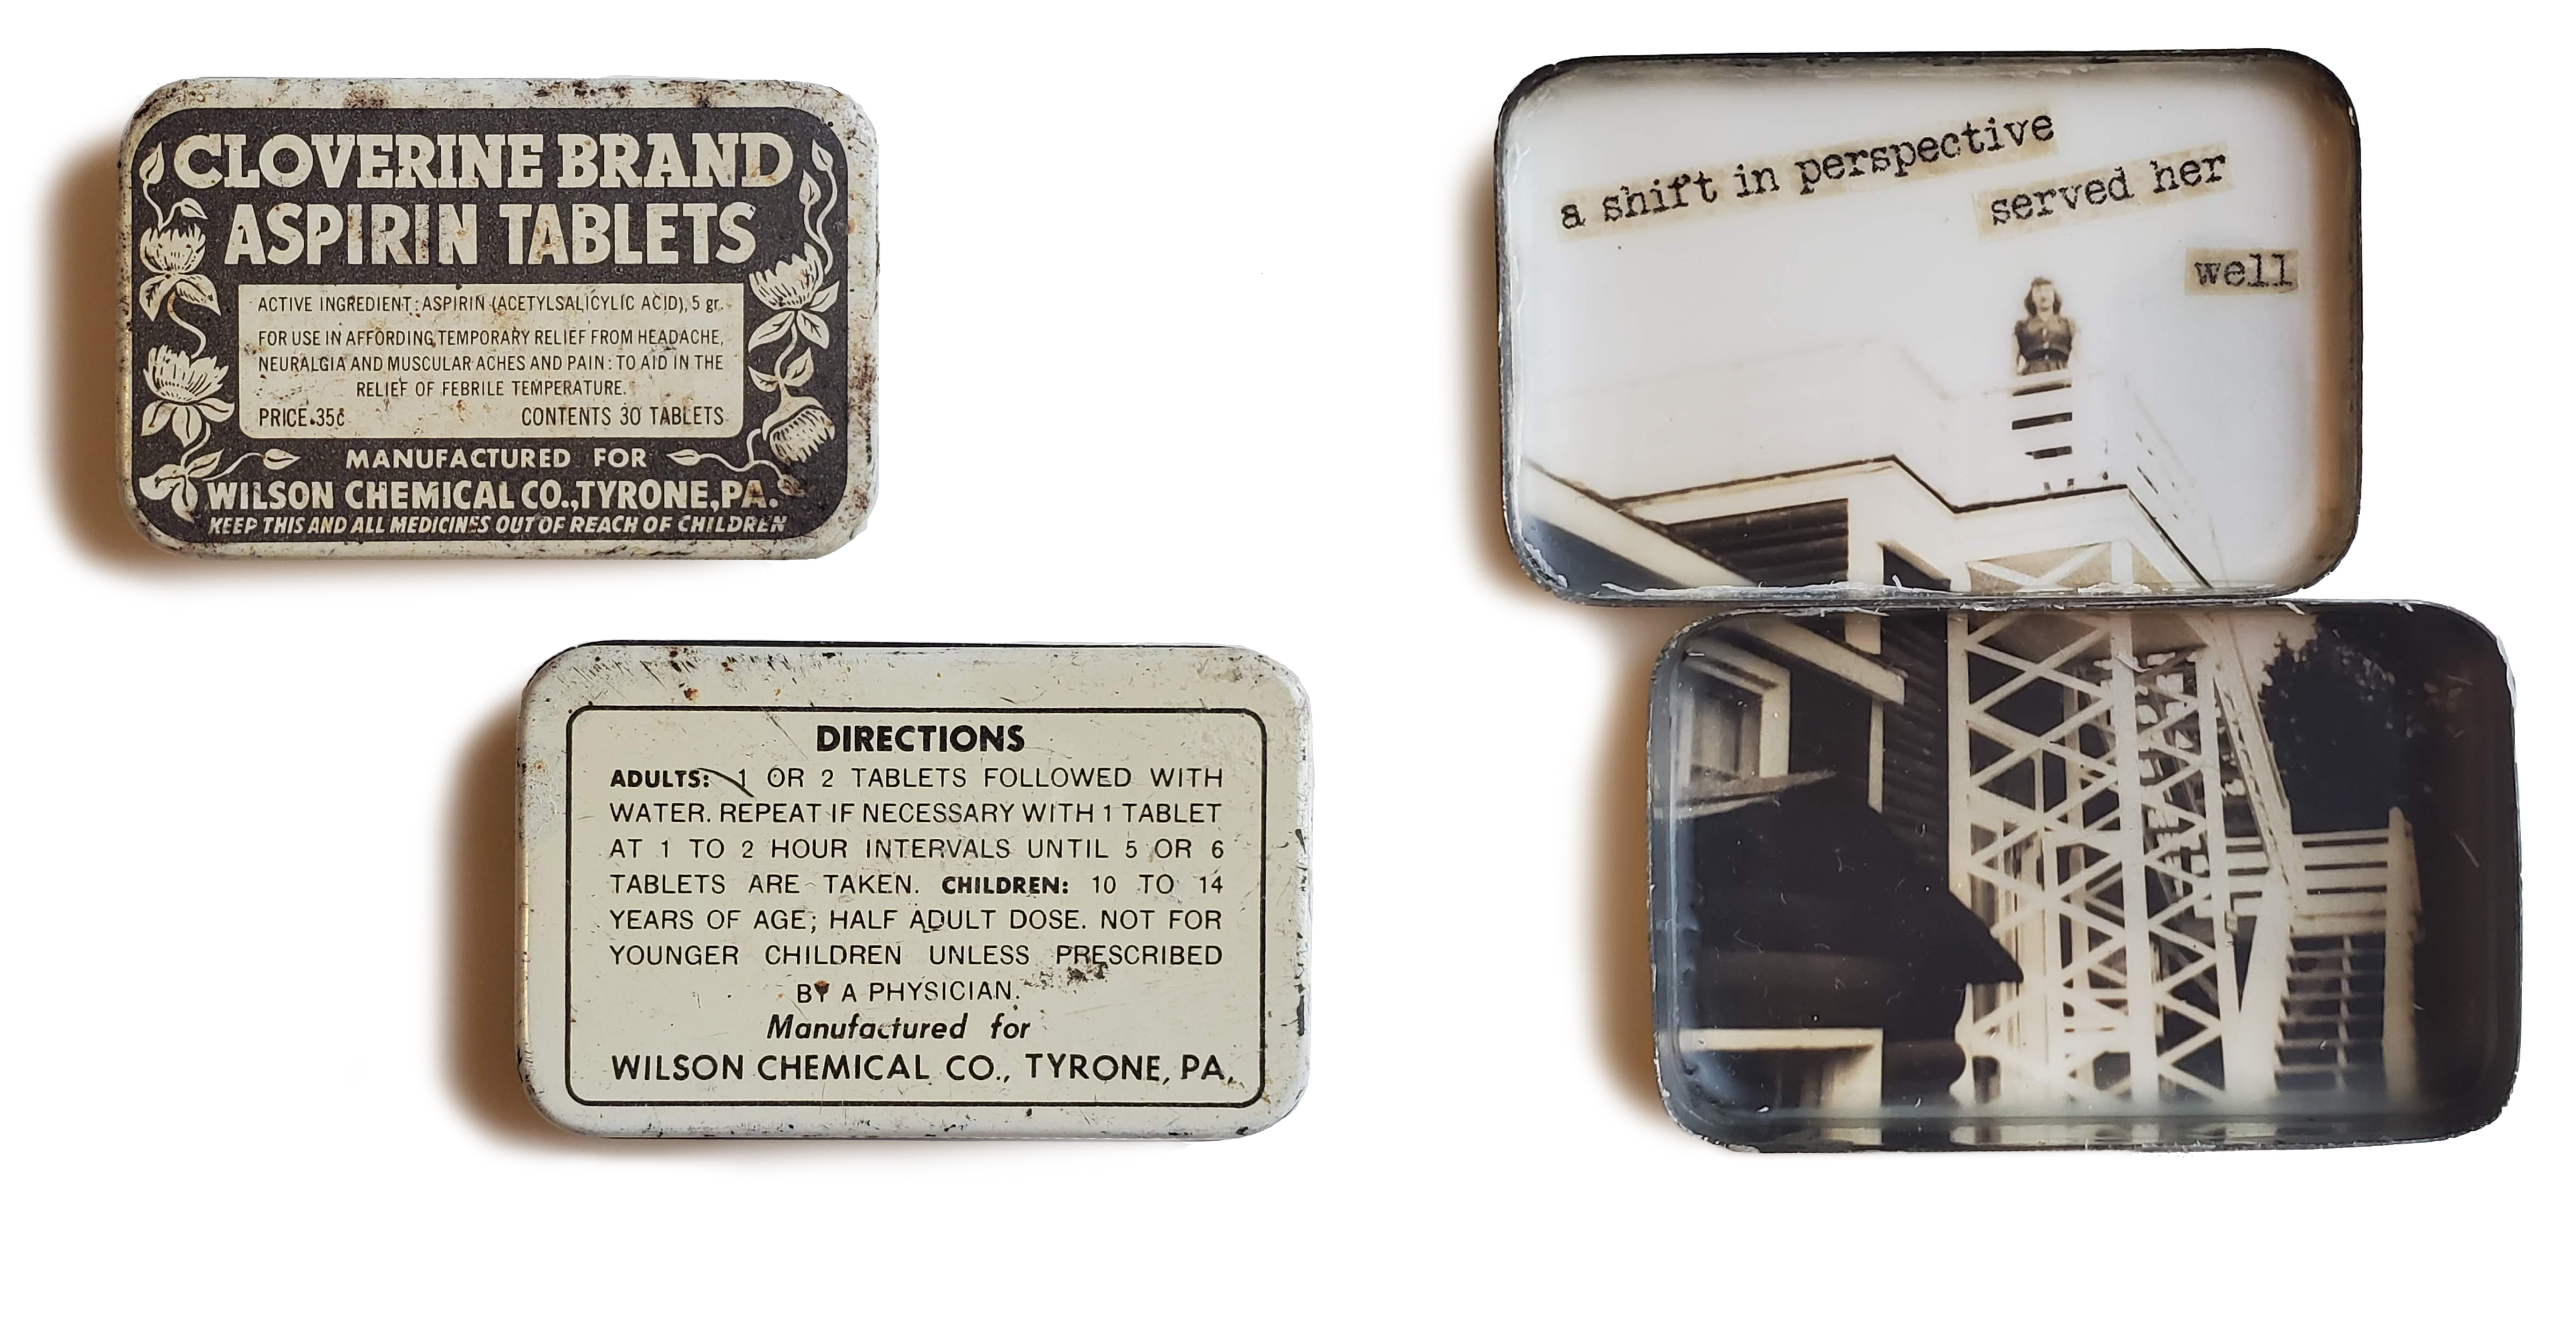 CLOVERINE BRAND
ASPIRIN TABLETS
ACTIVE INGREDIENT: ASPIRIN (ACETYLSALICYLIC ACID), 5 gr.
FOR USE IN AFFORDING TEMPORARY RELIEF FROM HEADACHE,
NEURALGIA AND MUSCULAR ACHES AND PAIN: TO AID IN THE
RELIEF OF FEBRILE TEMPERATURE.
PRICE 35¢ CONTENTS 30 TABLETS
MANUFACTURED FOR
WILSON CHEMICAL CO., TYRONE, PA.
KEEP THIS AND ALL MEDICINES OUT OF REACH OF CHILDREN
DIRECTIONS
ADULTS: 1 OR 2 TABLETS FOLLOWED WITH
WATER. REPEAT IF NECESSARY WITH 1 TABLET
AT 1 TO 2 HOUR INTERVALS UNTIL 5 OR 6
TABLETS ARE TAKEN. CHILDREN: 10 TO 14
YEARS OF AGE; HALF ADULT DOSE. NOT FOR
YOUNGER CHILDREN UNLESS PRESCRIBED
BY A PHYSICIAN.
Manufactured for
WILSON CHEMICAL CO., TYRONE, PA.
a shift in perspective
served her
well